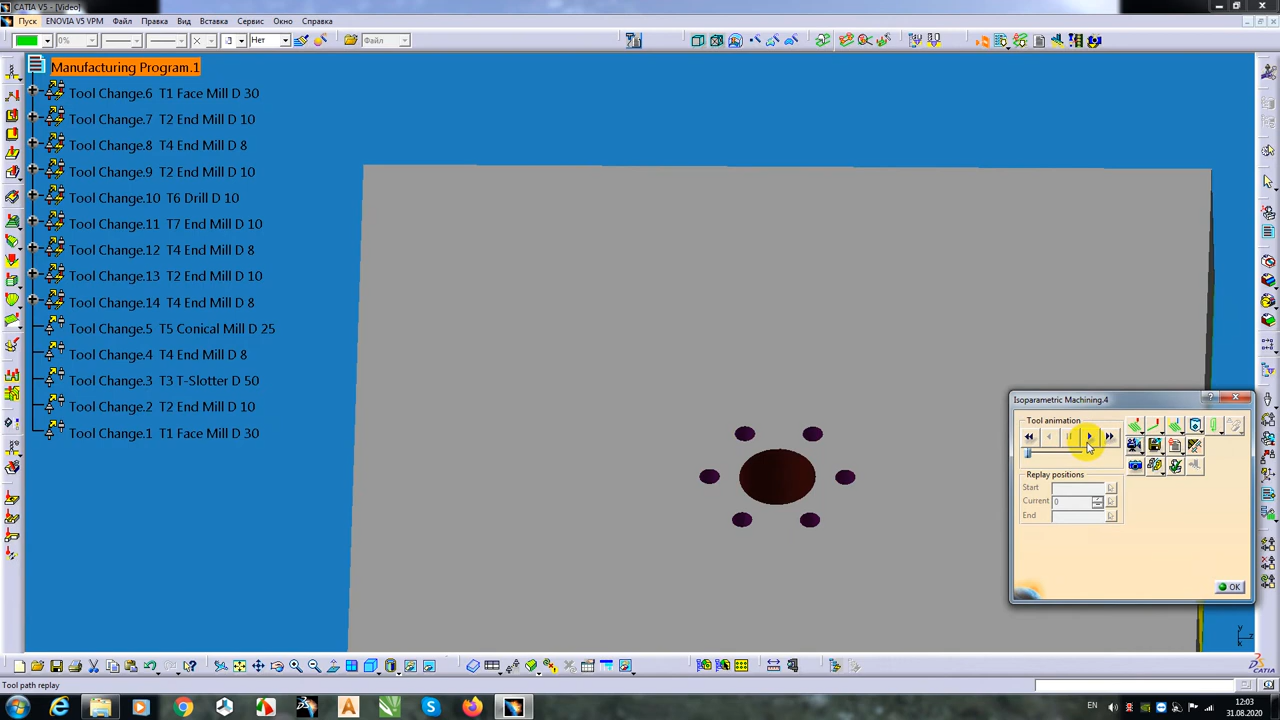 CATIA V5 - [Video]
Пуск ENOVIA V5 VPM Файл Правка Вид Вставка Сервис Окно Справка
0% Нет Файл
Manufacturing Program.1
Tool Change.6 T1 Face Mill D 30
Tool Change.7 T2 End Mill D 10
Tool Change.8 T4 End Mill D 8
Tool Change.9 T2 End Mill D 10
Tool Change.10 T6 Drill D 10
Tool Change.11 T7 End Mill D 10
Tool Change.12 T4 End Mill D 8
Tool Change.13 T2 End Mill D 10
Tool Change.14 T4 End Mill D 8
Tool Change.5 T5 Conical Mill D 25
Tool Change.4 T4 End Mill D 8
Tool Change.3 T3 T-Slotter D 50
Tool Change.2 T2 End Mill D 10
Tool Change.1 T1 Face Mill D 30
Isoparametric Machining.4
Tool animation
Replay positions
Start
Current 0
End
OK
Tool path replay
EN
12:03
31.08.2020